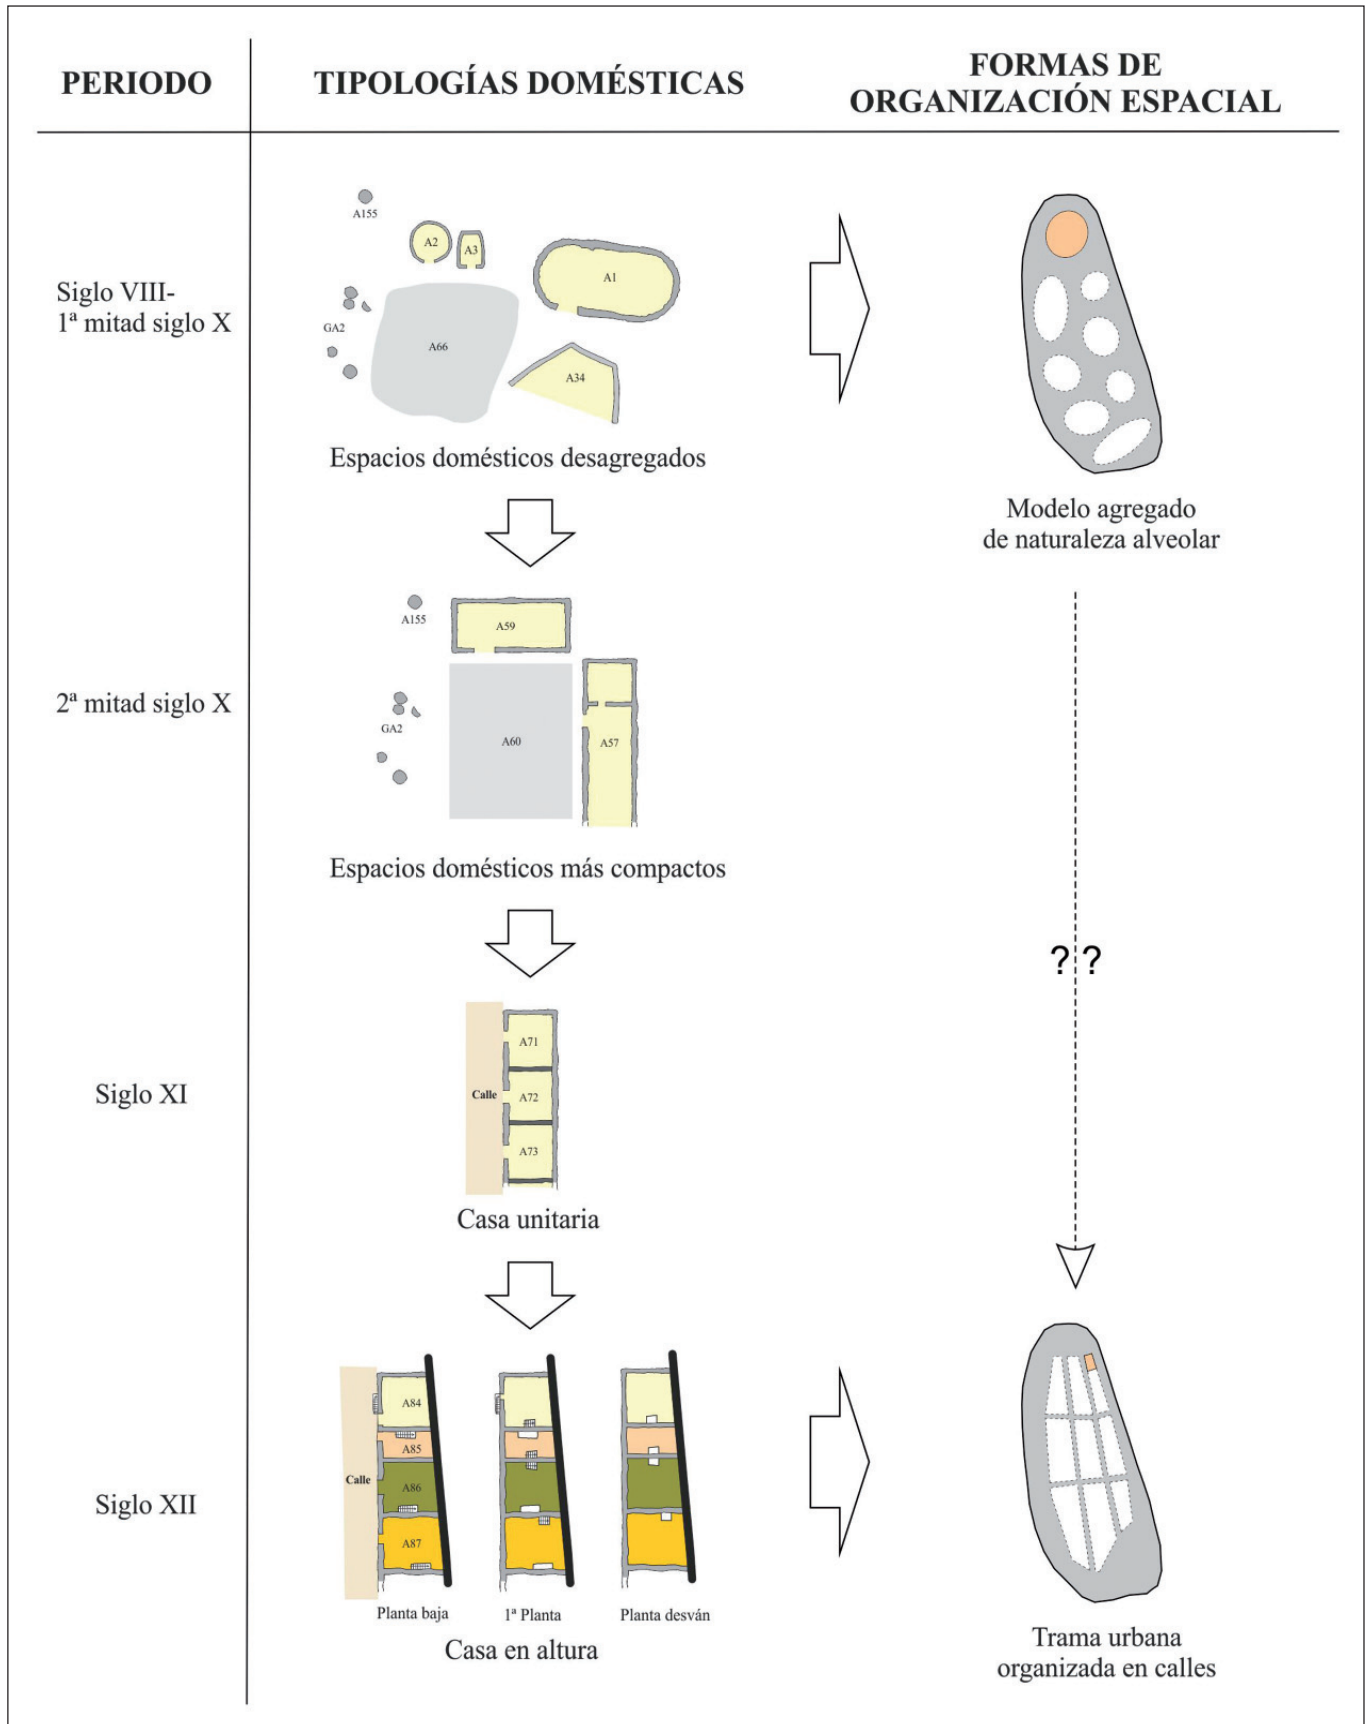 PERIODO
TIPOLOGÍAS DOMÉSTICAS
FORMAS DE
ORGANIZACIÓN ESPACIAL
Siglo VIII-
1ª mitad siglo X
A155
A2
A3
A1
GA2
A66
A34
Espacios domésticos desagregados
Modelo agregado
de naturaleza alveolar
2ª mitad siglo X
A155
A59
GA2
A60
A57
Espacios domésticos más compactos
??
Siglo XI
Calle
A71
A72
A73
Casa unitaria
Siglo XII
Calle
A84
A85
A86
A87
Planta baja
1ª Planta
Planta desván
Casa en altura
Trama urbana
organizada en calles